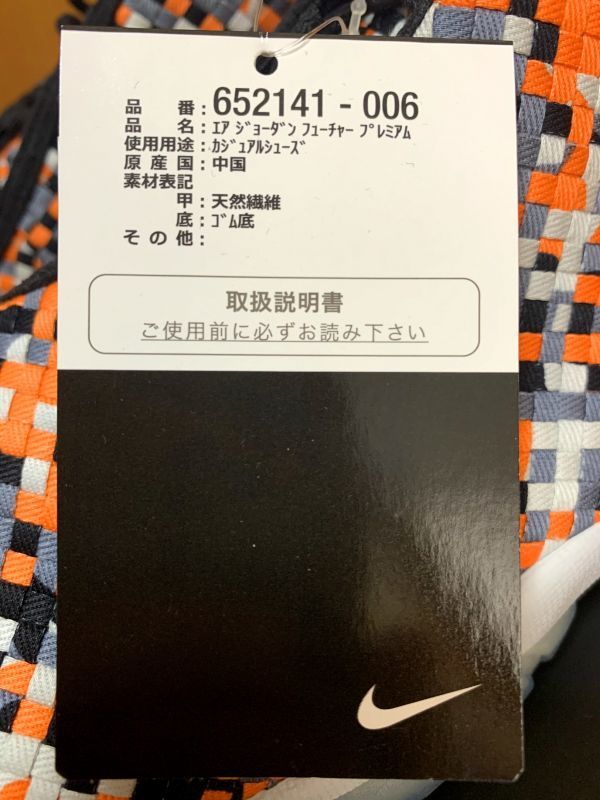 品番:652141-006
品名:ｴｱ ｼﾞｮｰﾀﾞﾝ ﾌｭｰﾁｬｰ ﾌﾟﾚﾐｱﾑ
使用用途:ｶｼﾞｭｱﾙｼｭｰｽﾞ
原産国:中国
素材表記
甲:天然繊維
底:ｺﾞﾑ底
その他:
取扱説明書
ご使用前に必ずお読み下さい